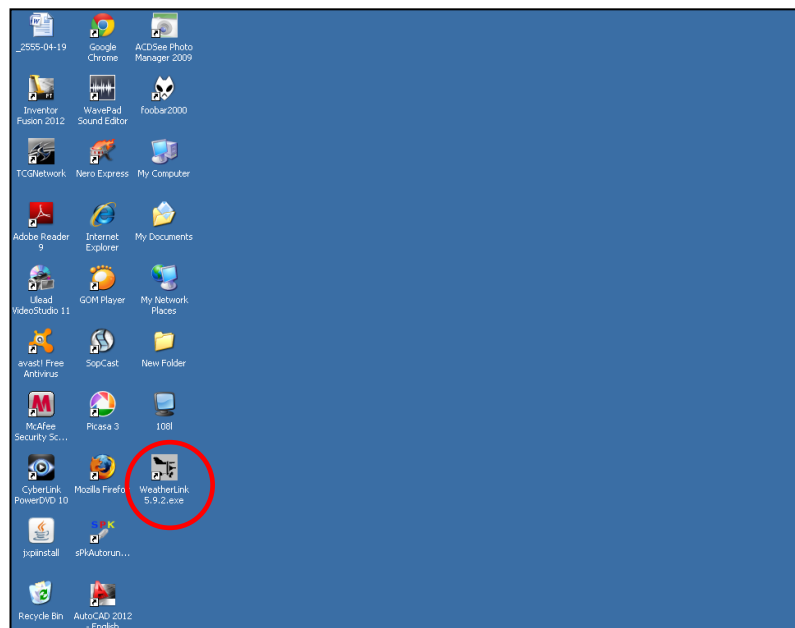 _2555-04-19
Google
Chrome
ACDSee Photo
Manager 2009
Inventor
Fusion 2012
WavePad
Sound Editor
foobar2000
TCGNetwork
Nero Express
My Computer
Adobe Reader
9
Internet
Explorer
My Documents
Ulead
VideoStudio 11
GOM Player
My Network
Places
avast! Free
Antivirus
SopCast
New Folder
McAfee
Security Sc...
Picasa 3
108l
CyberLink
PowerDVD 10
Mozilla Firefo
WeatherLink
5.9.2.exe
jxpiinstall
SPK
sPkAutorun...
Recycle Bin
AutoCAD 2012
- English